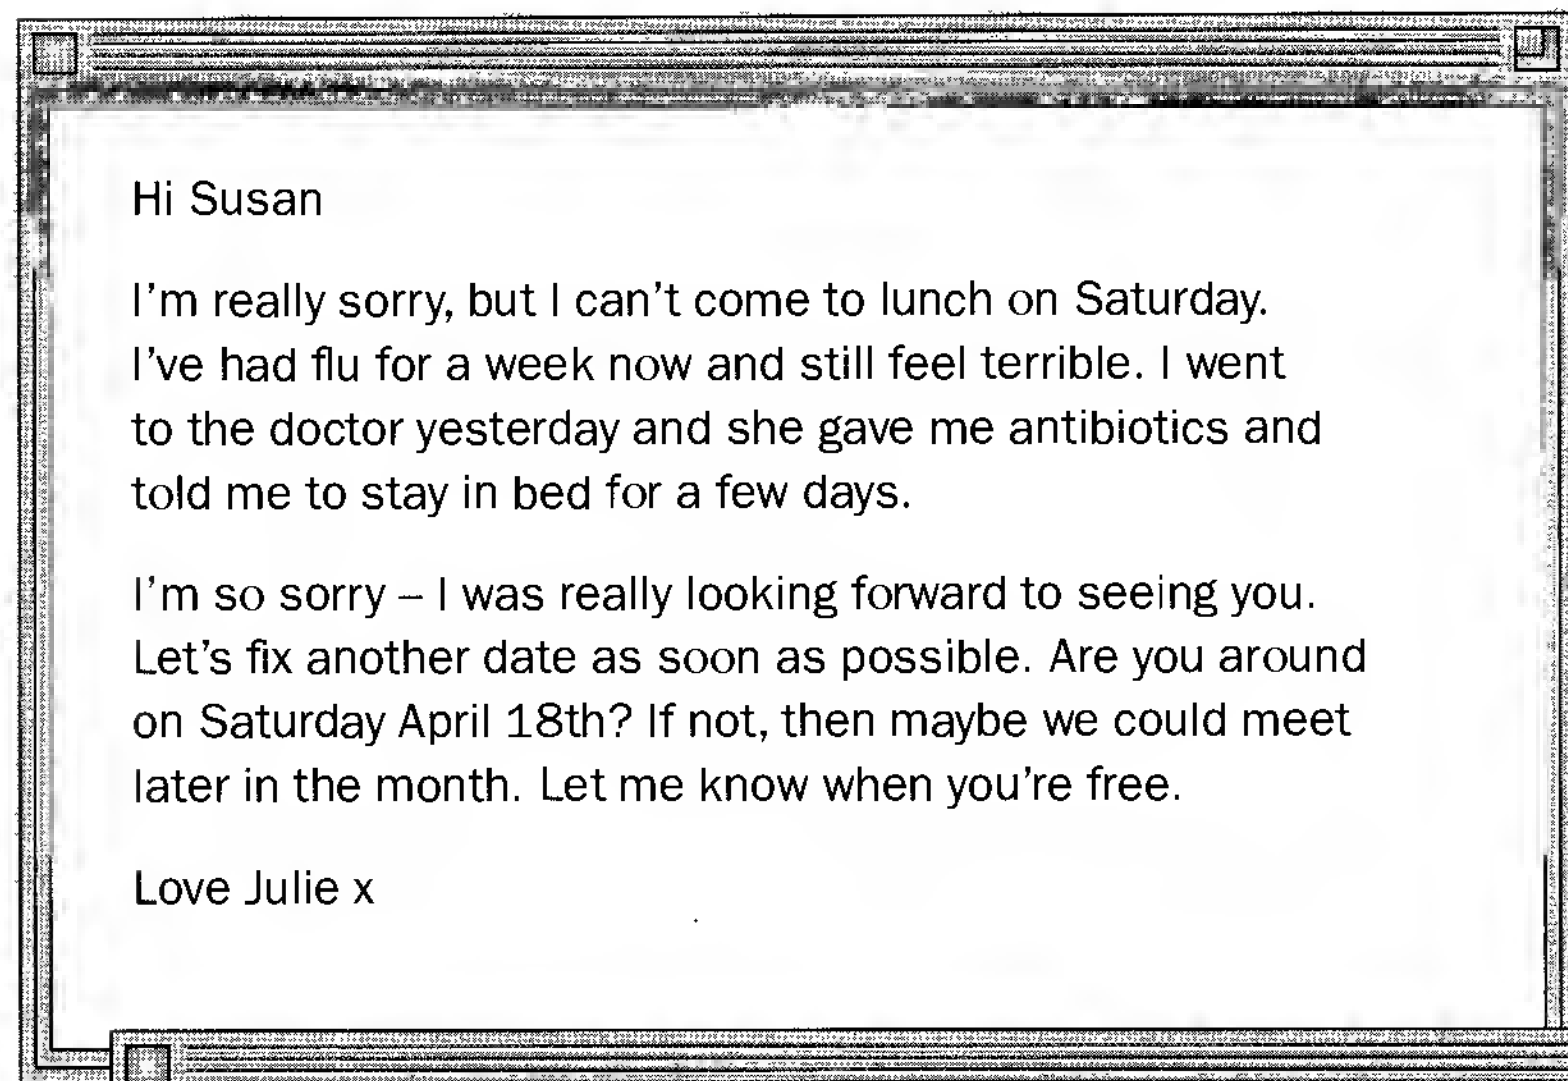 Hi Susan
I'm really sorry, but I can't come to lunch on Saturday.
I've had flu for a week now and still feel terrible. I went
to the doctor yesterday and she gave me antibiotics and
told me to stay in bed for a few days.
I'm so sorry – I was really looking forward to seeing you.
Let's fix another date as soon as possible. Are you around
on Saturday April 18th? If not, then maybe we could meet
later in the month. Let me know when you're free.
Love Julie x